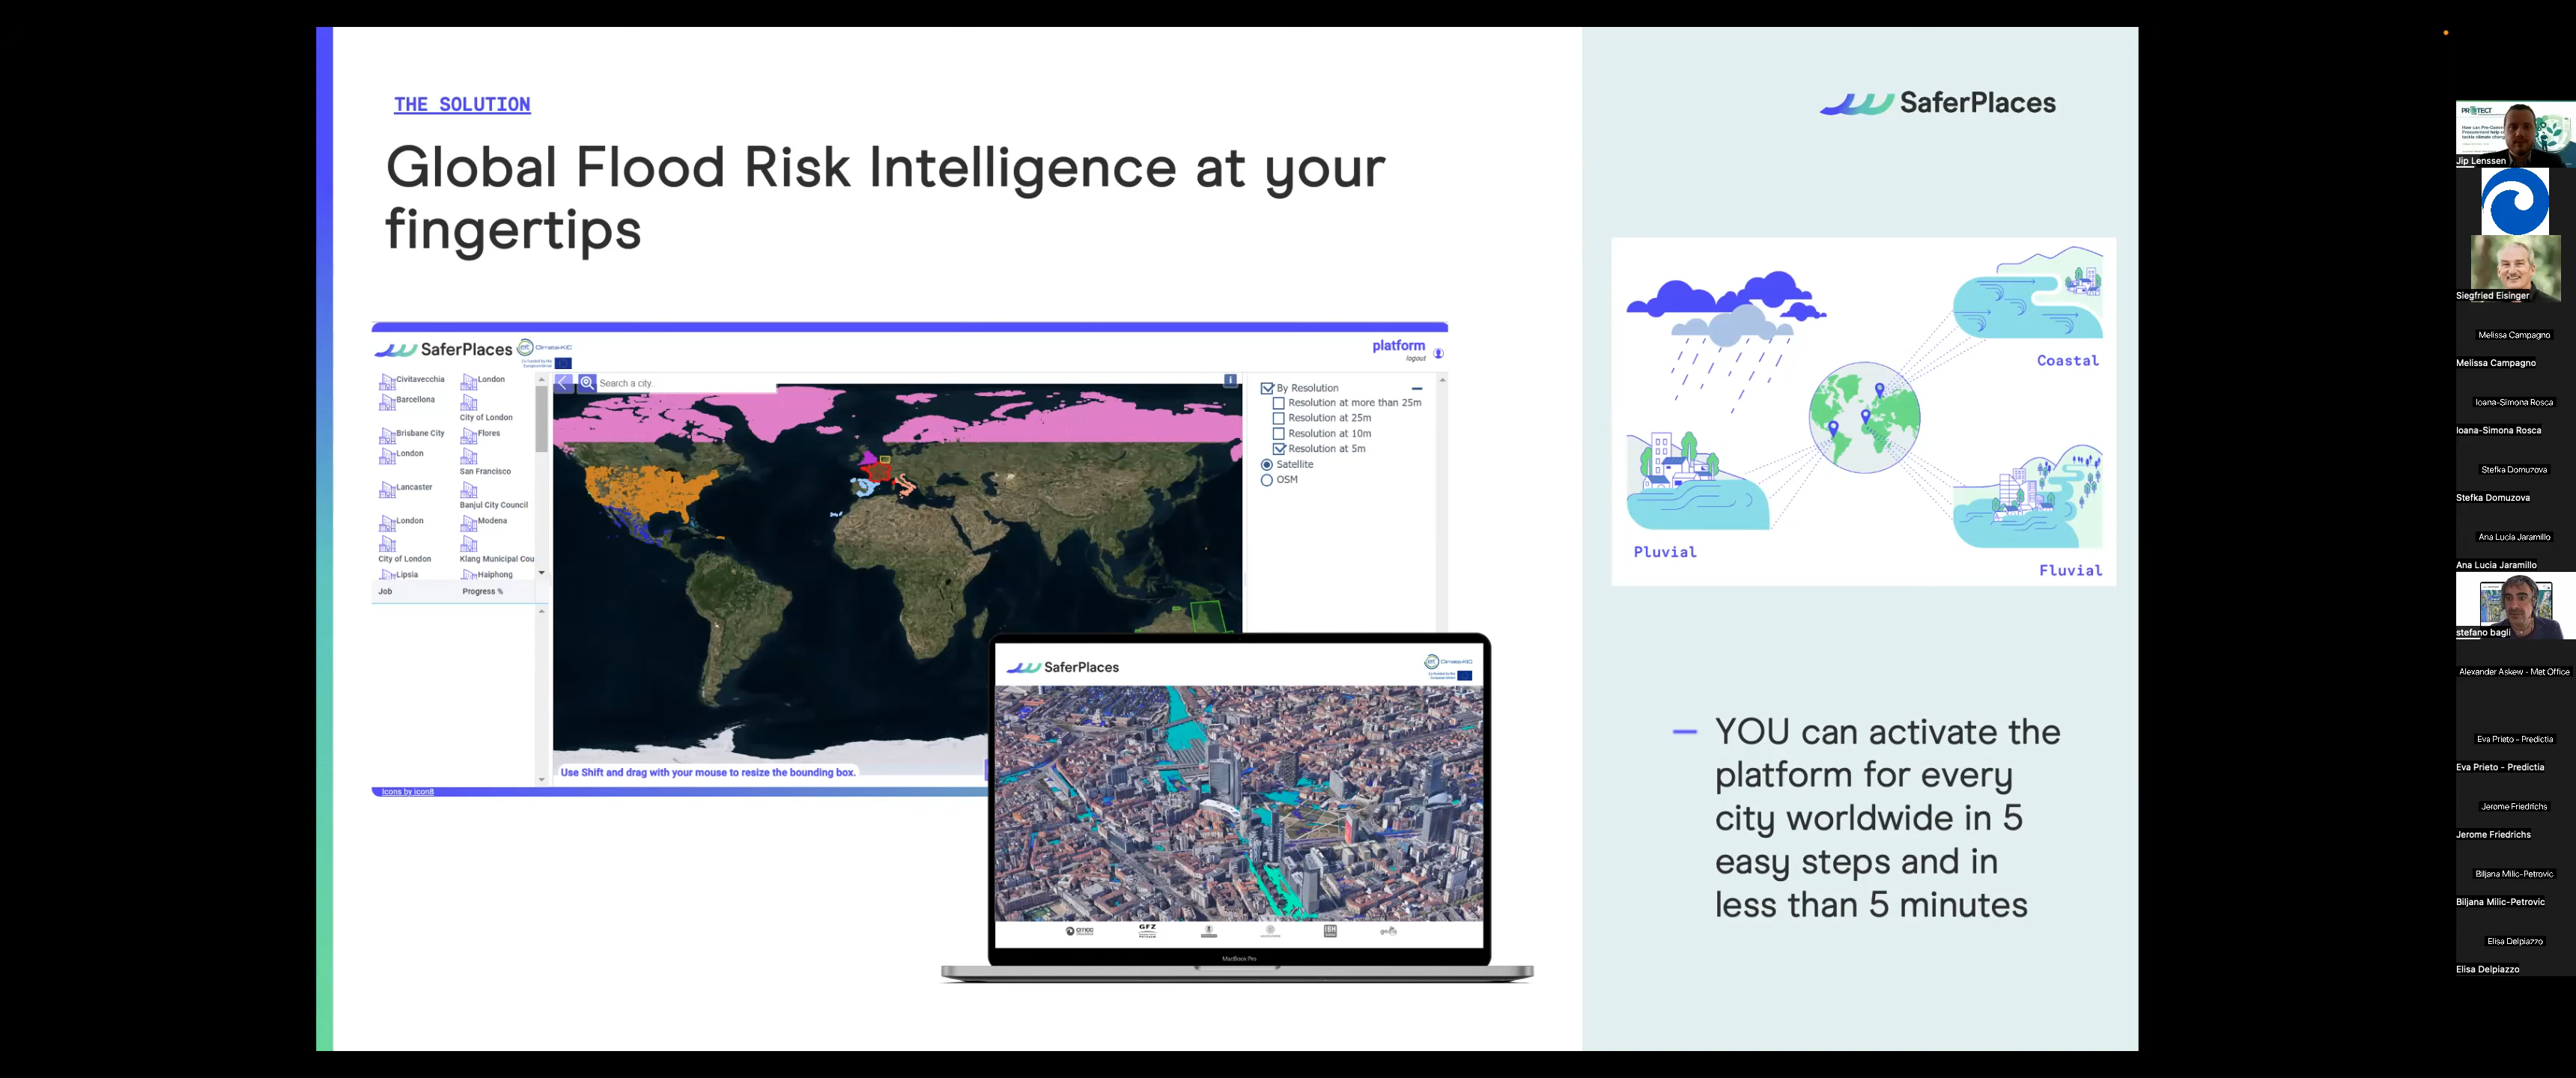 THE SOLUTION
Global Flood Risk Intelligence at your
fingertips
SaferPlaces
SaferPlaces
Climate-KIC
platform
logout
Civitavecchia
London
Barcellona
City of London
Brisbane City
Flores
London
San Francisco
Lancaster
Banjul City Council
London
Modena
City of London
Klang Municipal Cou
Lipsia
Haiphong
Job
Progress %
Search a city..
i
By Resolution
Resolution at more than 25m
Resolution at 25m
Resolution at 10m
Resolution at 5m
Satellite
OSM
Use Shift and drag with your mouse to resize the bounding box.
Icons by icon8
SaferPlaces
Climate-KIC
cmcc
GFZ
MacBook Pro
Coastal
Pluvial
Fluvial
YOU can activate the
platform for every
city worldwide in 5
easy steps and in
less than 5 minutes
PROTECT
Jip Lenssen
Siegfried Eisinger
Melissa Campagno
Melissa Campagno
Ioana-Simona Rosca
Ioana-Simona Rosca
Stefka Domuzova
Stefka Domuzova
Ana Lucia Jaramillo
Ana Lucia Jaramillo
stefano bagli
Alexander Askew - Met Office
Eva Prieto - Predictia
Eva Prieto - Predictia
Jerome Friedrichs
Jerome Friedrichs
Biljana Milic-Petrovic
Biljana Milic-Petrovic
Elisa Delpiazzo
Elisa Delpiazzo